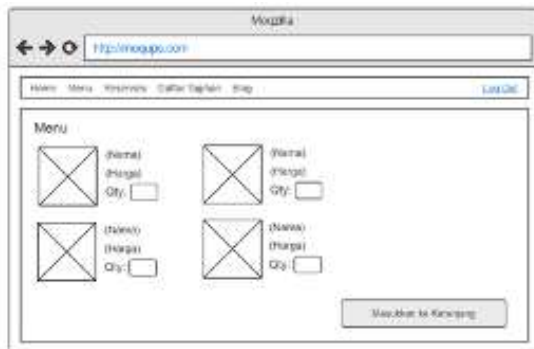 Moqzilla
http://moqups.com
Home Menu Reservasi Daftar Tagihan Blog Log Out
Menu
(Nama) (Nama)
(Harga) (Harga)
Qty: Qty:
(Nama) (Nama)
(Harga) (Harga)
Qty: Qty:
Masukkan ke Keranjang